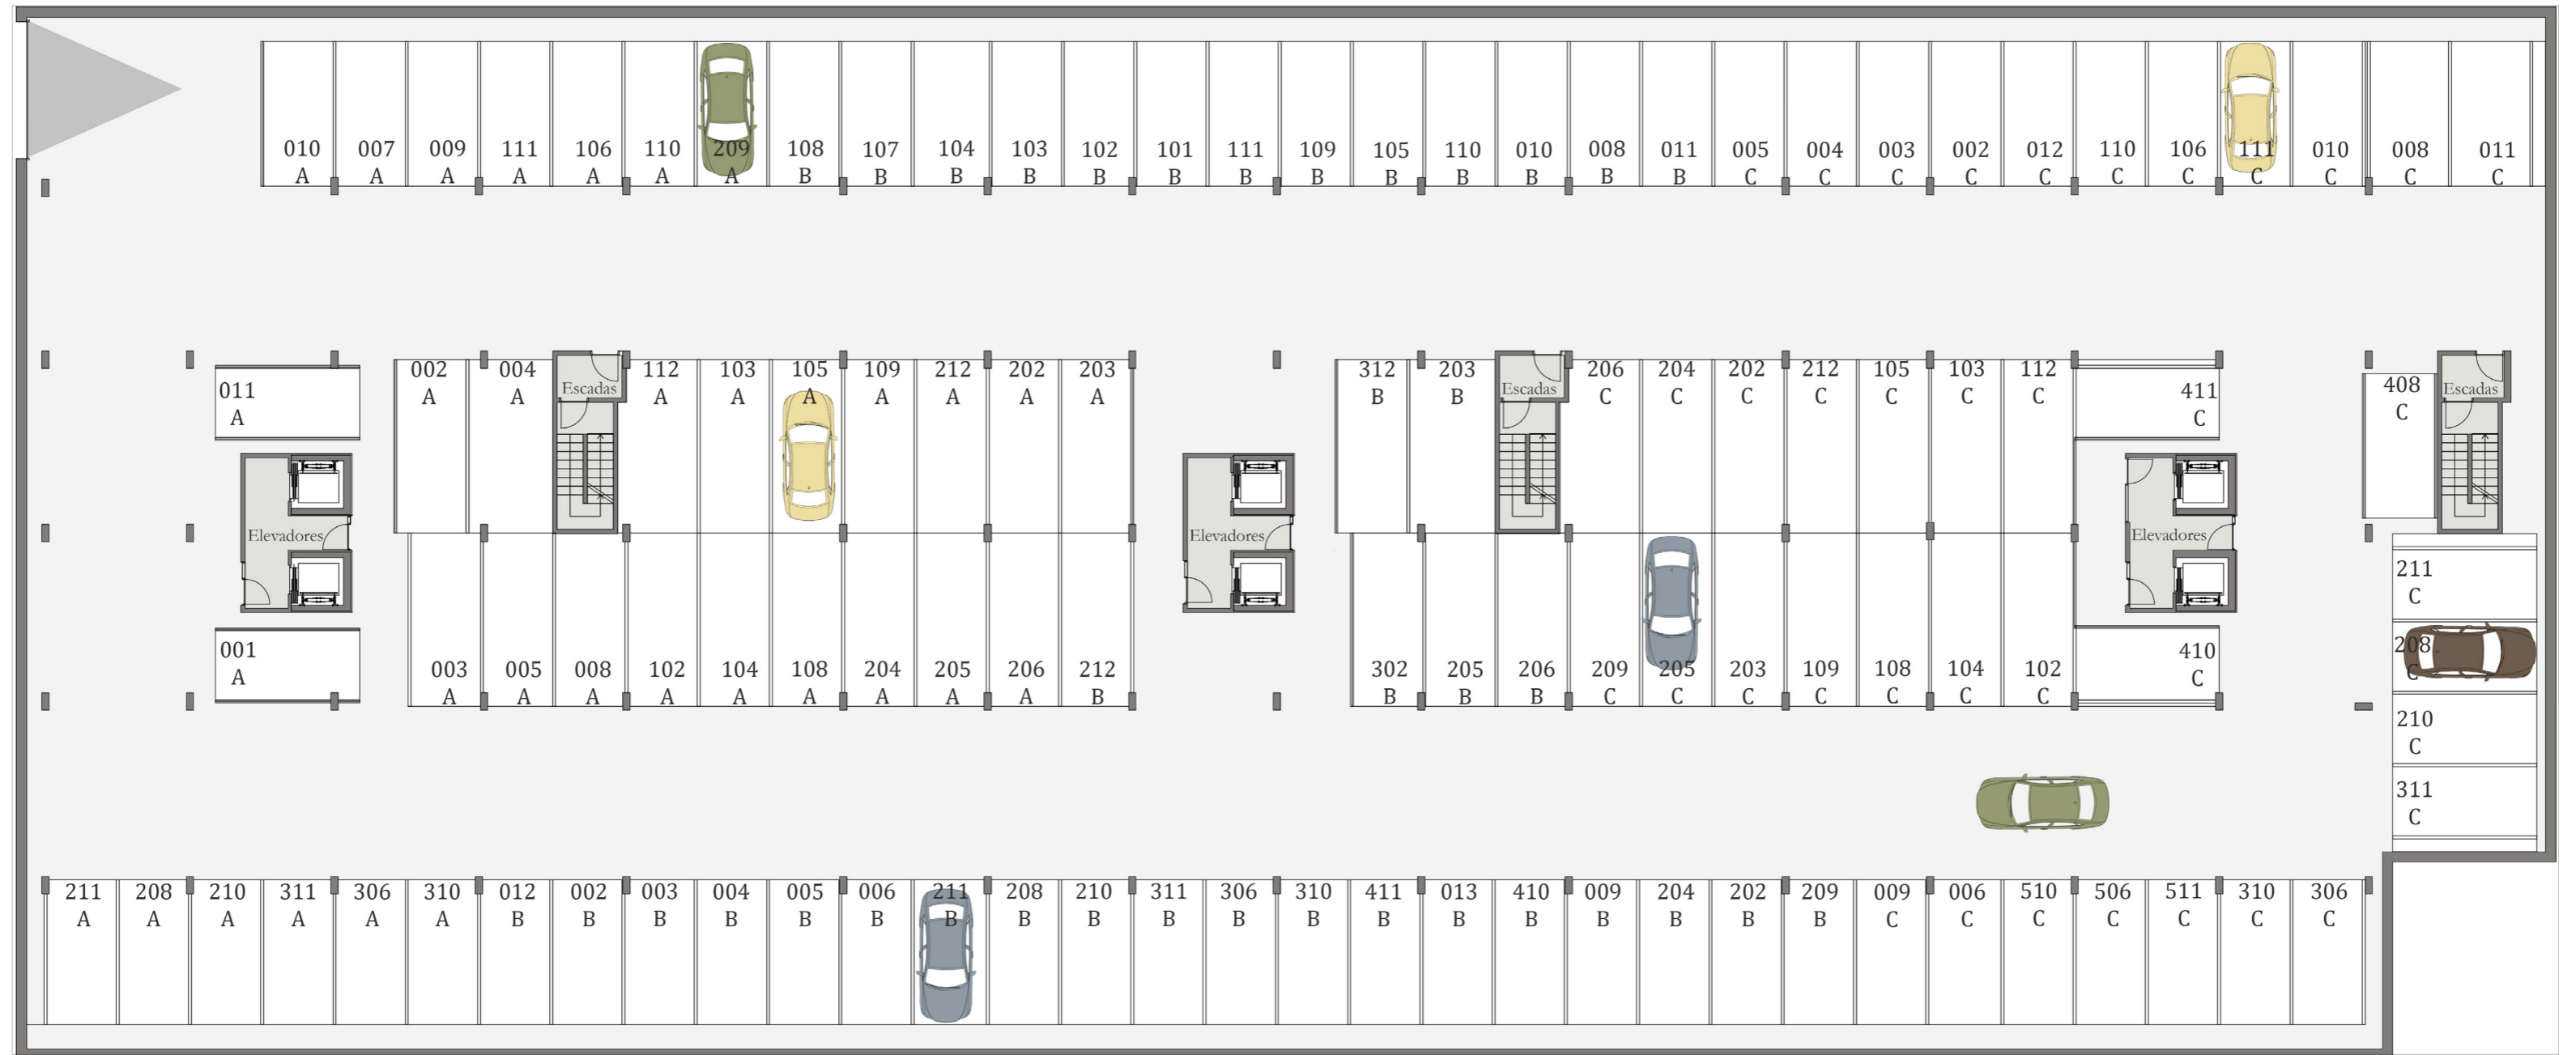 010 007 009 111 106 110 209 108 107 104 103 102 101 111 109 105 110 010 008 011 005 004 003 002 012 110 106 111 010 008 011
A A A A A A A B B B B B B B B B B B B B C C C C C C C C C C C
002 004 Escadas 112 103 105 109 212 202 203 312 203 Escadas 206 204 202 212 105 103 112 411 408 Escadas
A A A A A A A A A B B C C C C C C C C C
011
A
Elevadores Elevadores Elevadores
211
C
001
A
208
C
003 005 008 102 104 108 204 205 206 212 302 205 206 209 205 203 109 108 104 102 410
A A A A A A A A A B B B B C C C C C C C C
210
C
311
C
211 208 210 311 306 310 012 002 003 004 005 006 211 208 210 311 306 310 411 013 410 009 204 202 209 009 006 510 506 511 310 306
A A A A A A B B B B B B B B B B B B B B B B B B B C C C C C C C